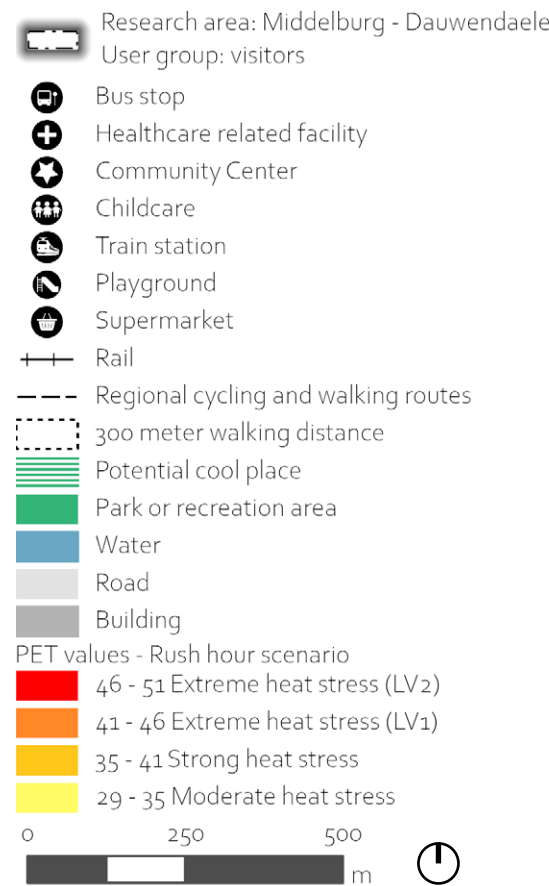 Research area: Middelburg - Dauwendaele
User group: visitors
Bus stop
Healthcare related facility
Community Center
Childcare
Train station
Playground
Supermarket
Rail
Regional cycling and walking routes
300 meter walking distance
Potential cool place
Park or recreation area
Water
Road
Building
PET values - Rush hour scenario
46 - 51 Extreme heat stress (LV2)
41 - 46 Extreme heat stress (LV1)
35 - 41 Strong heat stress
29 - 35 Moderate heat stress
0 250 500
m